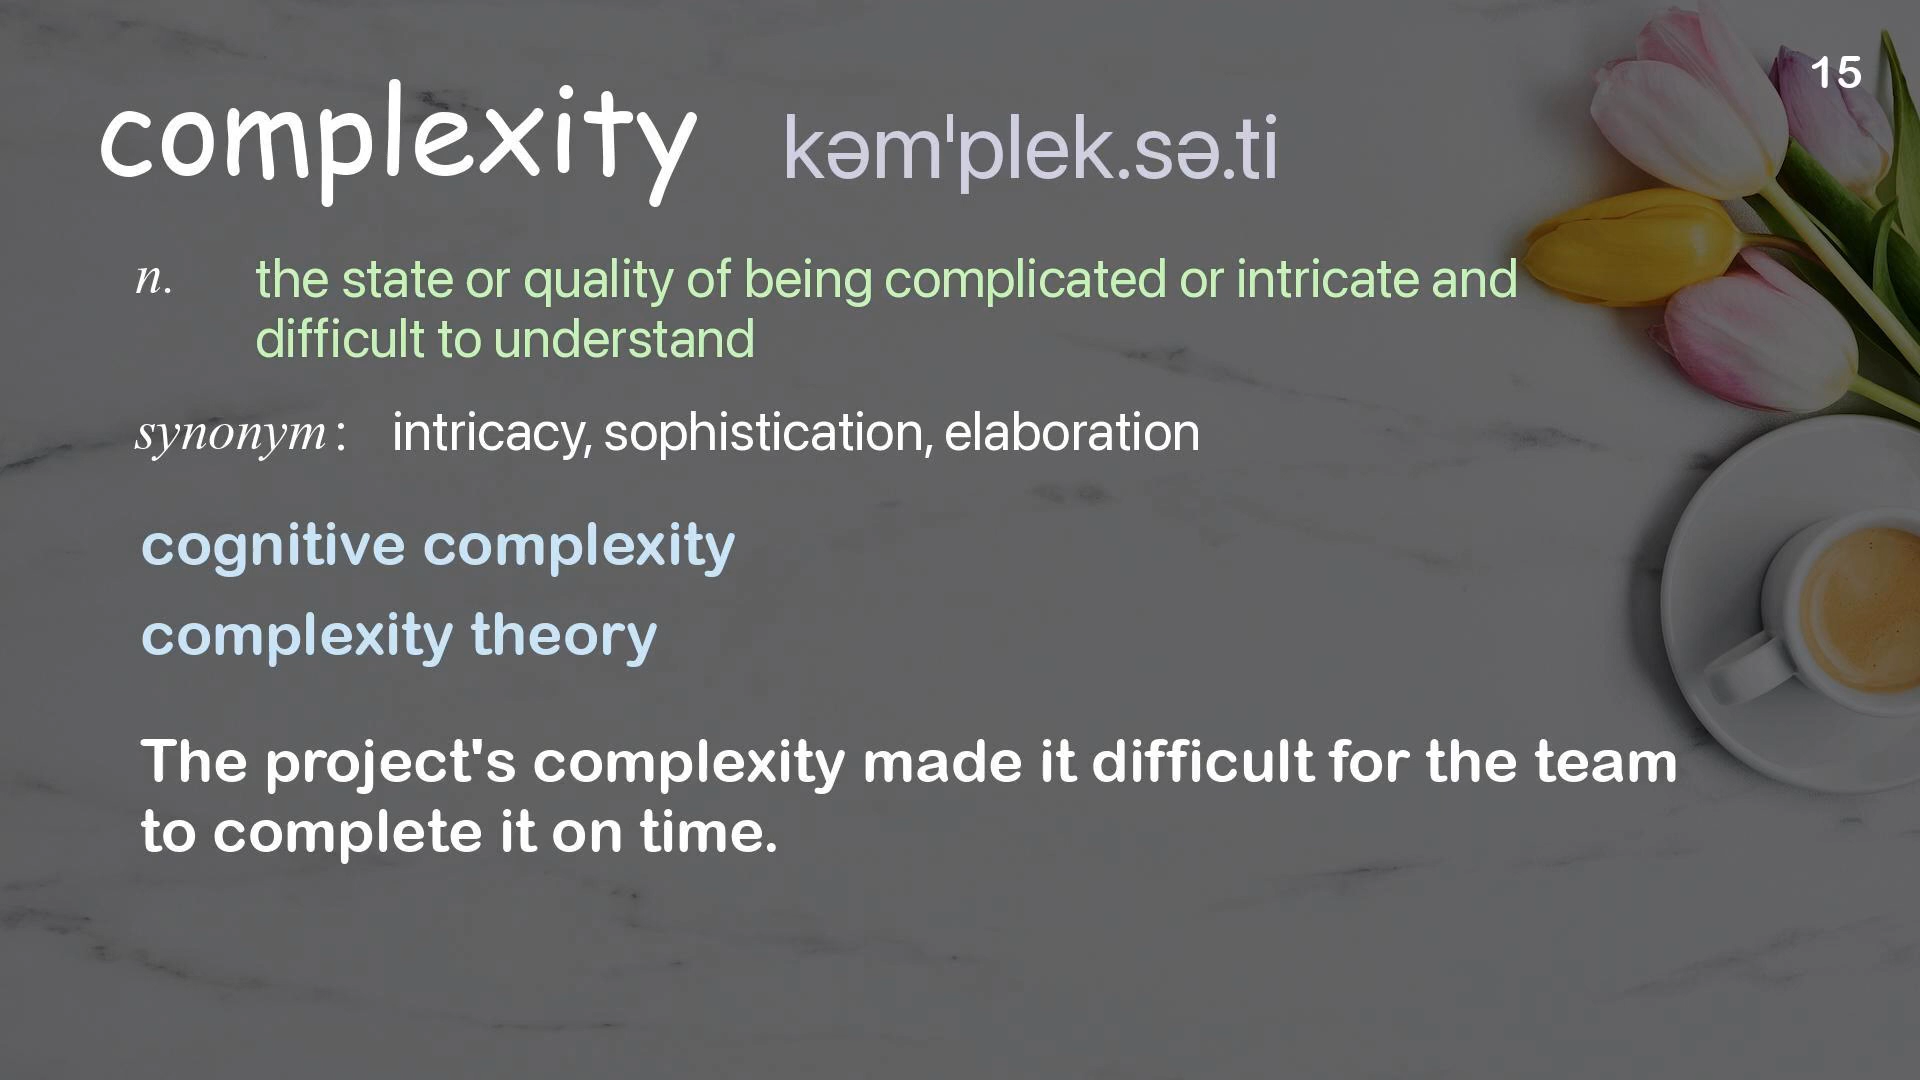 15
complexity kəm'plek.sə.ti
n. the state or quality of being complicated or intricate and
difficult to understand
synonym: intricacy, sophistication, elaboration
cognitive complexity
complexity theory
The project's complexity made it difficult for the team
to complete it on time.